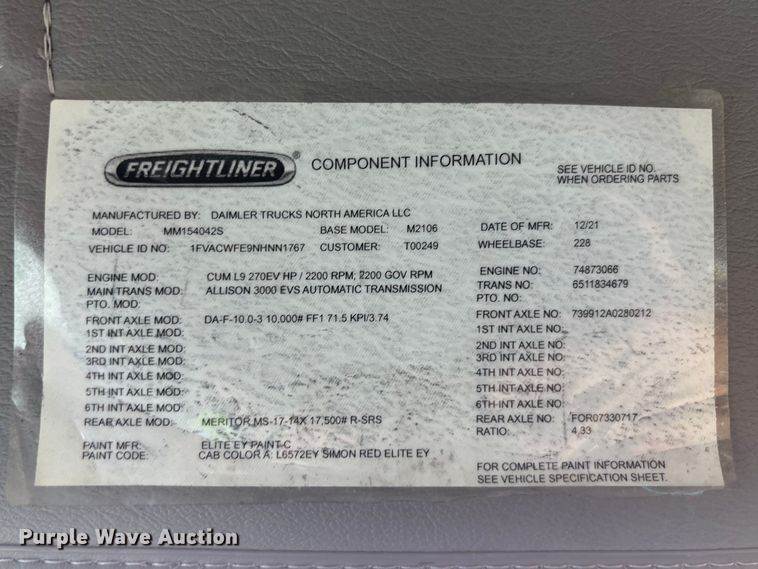 FREIGHTLINER® COMPONENT INFORMATION
SEE VEHICLE ID NO.
WHEN ORDERING PARTS
MANUFACTURED BY: DAIMLER TRUCKS NORTH AMERICA LLC
MODEL: MM154042S BASE MODEL: M2106 DATE OF MFR: 12/21
VEHICLE ID NO: 1FVACWFE9NHNN1767 CUSTOMER: T00249 WHEELBASE: 228
ENGINE MOD: CUM L9 270EV HP / 2200 RPM; 2200 GOV RPM ENGINE NO: 74873066
MAIN TRANS MOD: ALLISON 3000 EVS AUTOMATIC TRANSMISSION TRANS NO: 6511834679
PTO. MOD: PTO. NO:
FRONT AXLE MOD: DA-F-10.0-3 10,000# FF1 71.5 KPI/3.74 FRONT AXLE NO: 739912A0280212
1ST INT AXLE MOD: 1ST INT AXLE NO:
2ND INT AXLE MOD: 2ND INT AXLE NO:
3RD INT AXLE MOD: 3RD INT AXLE NO:
4TH INT AXLE MOD: 4TH INT AXLE NO:
5TH INT AXLE MOD: 5TH INT AXLE NO:
6TH INT AXLE MOD: 6TH INT AXLE NO:
REAR AXLE MOD: MERITOR MS-17-14X 17,500# R-SRS REAR AXLE NO: FOR07330717
RATIO: 4.33
PAINT MFR: ELITE EY PAINT-C
PAINT CODE: CAB COLOR A: L6572EY SIMON RED ELITE EY
FOR COMPLETE PAINT INFORMATION
SEE VEHICLE SPECIFICATION SHEET.
Purple Wave Auction